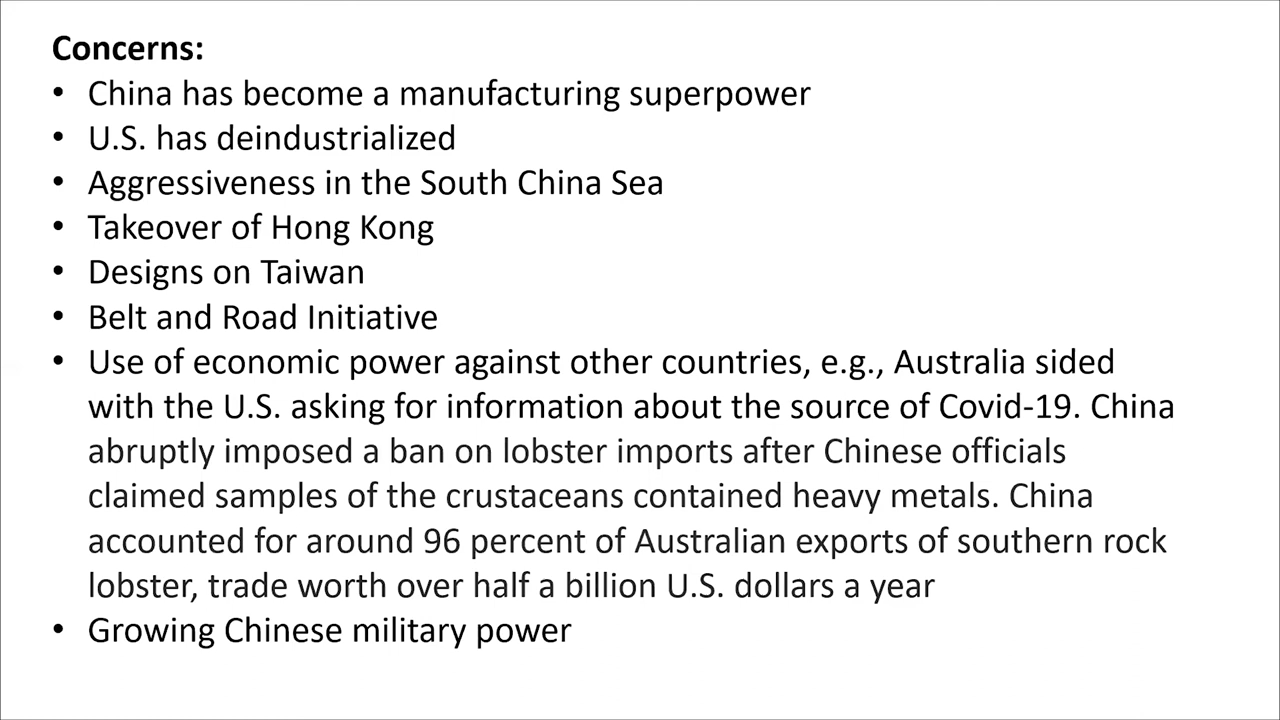 Concerns:
• China has become a manufacturing superpower
• U.S. has deindustrialized
• Aggressiveness in the South China Sea
• Takeover of Hong Kong
• Designs on Taiwan
• Belt and Road Initiative
• Use of economic power against other countries, e.g., Australia sided
with the U.S. asking for information about the source of Covid-19. China
abruptly imposed a ban on lobster imports after Chinese officials
claimed samples of the crustaceans contained heavy metals. China
accounted for around 96 percent of Australian exports of southern rock
lobster, trade worth over half a billion U.S. dollars a year
• Growing Chinese military power